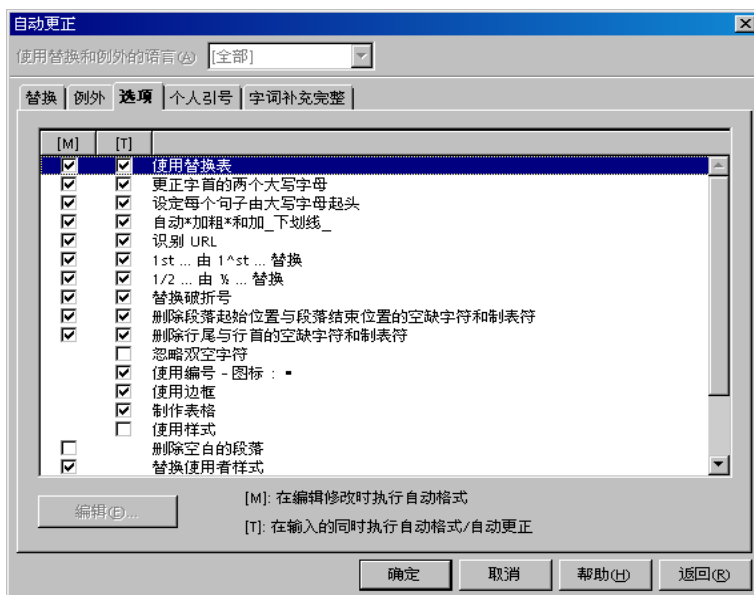 自动更正
使用替换和例外的语言(A) [全部]
替换 例外 选项 个人引号 字词补充完整
[M] [T]
使用替换表
更正字首的两个大写字母
设定每个句子由大写字母起头
自动*加粗*和加_下划线_
识别 URL
1st ... 由 1^st ... 替换
1/2 ... 由 ½ ... 替换
替换破折号
删除段落起始位置与段落结束位置的空缺字符和制表符
删除行尾与行首的空缺字符和制表符
忽略双空字符
使用编号 - 图标 : ▪
使用边框
制作表格
使用样式
删除空白的段落
替换使用者样式
编辑(E)...
[M]: 在编辑修改时执行自动格式
[T]: 在输入的同时执行自动格式/自动更正
确定 取消 帮助(H) 返回(R)